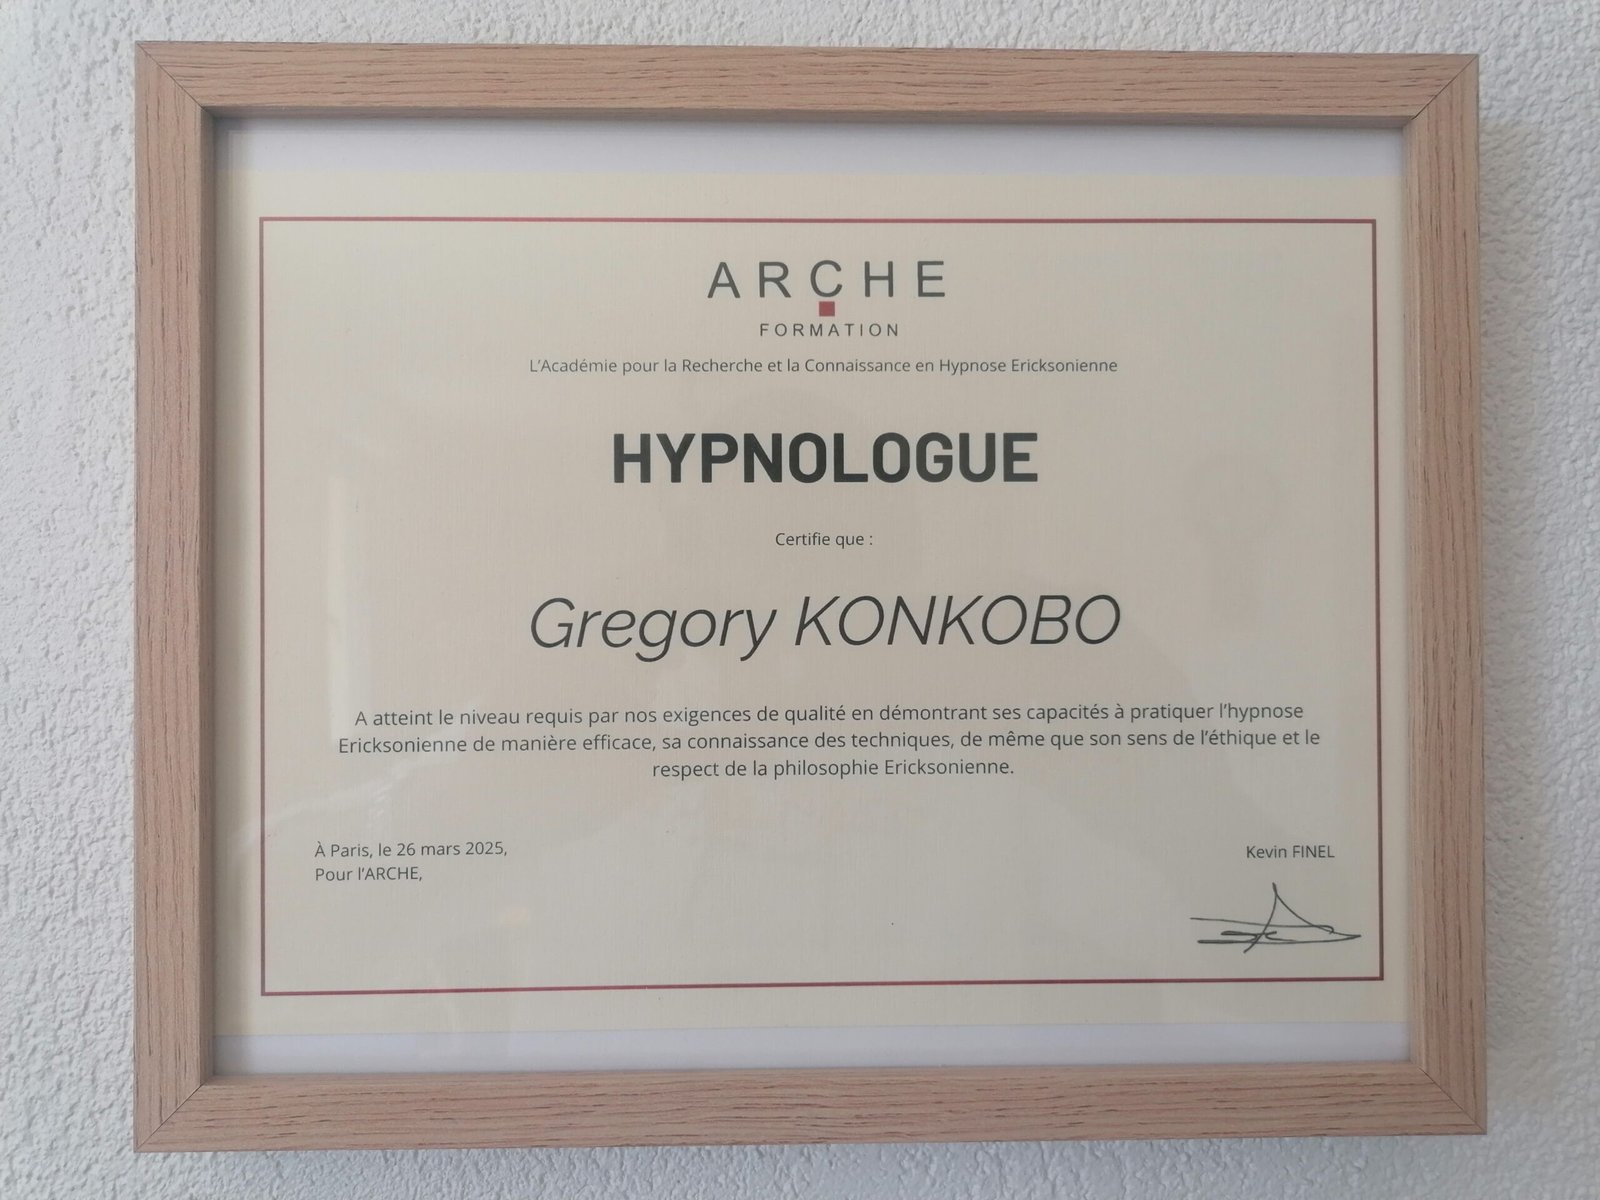 ARCHE
FORMATION
L'Académie pour la Recherche et la Connaissance en Hypnose Ericksonienne
HYPNOLOGUE
Certifie que :
Gregory KONKOBO
A atteint le niveau requis par nos exigences de qualité en démontrant ses capacités à pratiquer l'hypnose
Ericksonienne de manière efficace, sa connaissance des techniques, de même que son sens de l'éthique et le
respect de la philosophie Ericksonienne.
À Paris, le 26 mars 2025,
Pour l'ARCHE,
Kevin FINEL